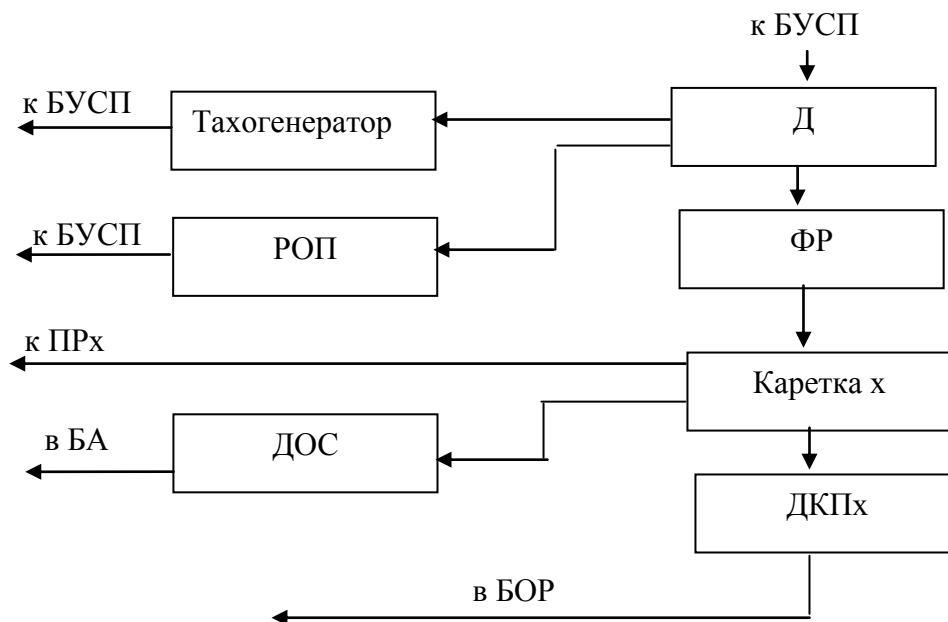 к БУСП
к БУСП
Тахогенератор
Д
к БУСП
РОП
ФР
к ПРх
Каретка х
в БА
ДОС
ДКПх
в БОР